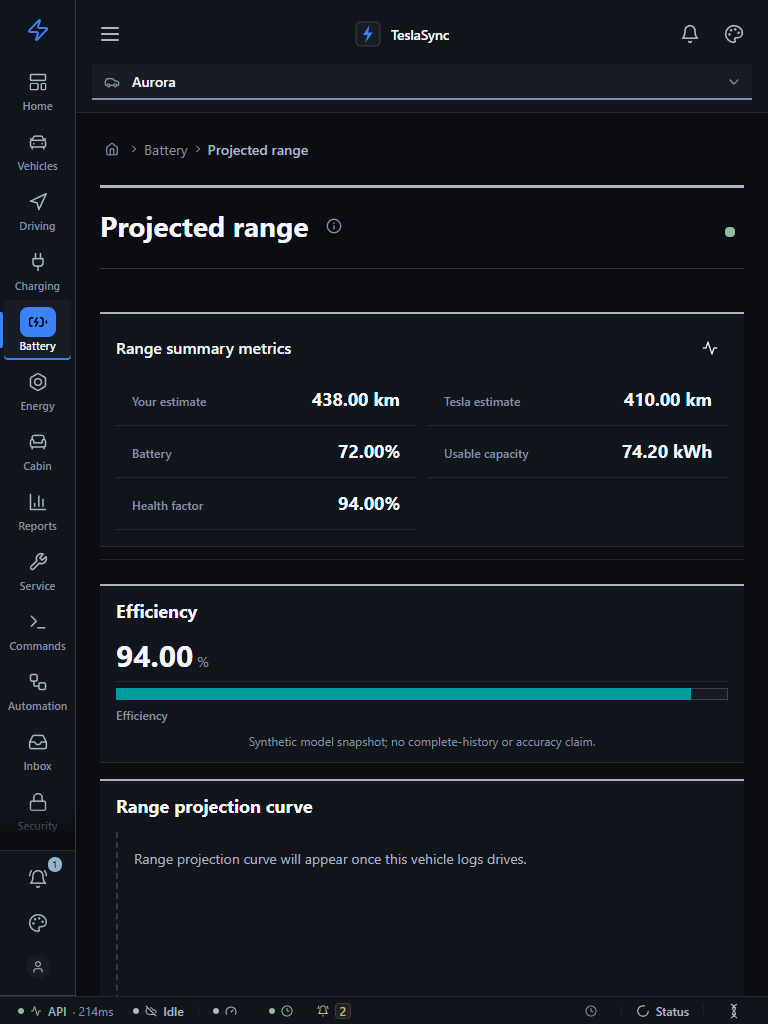 TeslaSync
Aurora
Home
Vehicles
Driving
Charging
Battery
Energy
Cabin
Reports
Service
Commands
Automation
Inbox
Security
1
Battery
Projected range
Projected range
Range summary metrics
Your estimate 438.00 km
Tesla estimate 410.00 km
Battery 72.00%
Usable capacity 74.20 kWh
Health factor 94.00%
Efficiency
94.00 %
Efficiency
Synthetic model snapshot; no complete-history or accuracy claim.
Range projection curve
Range projection curve will appear once this vehicle logs drives.
API · 214ms
Idle
2
Status